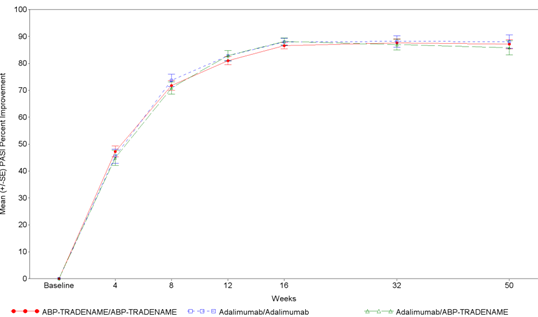 Mean (+/-SE) PASI Percent Improvement
100
90
80
70
60
50
40
30
20
10
0
Baseline 4 8 12 16 32 50
Weeks
ABP-TRADENAME/ABP-TRADENAME Adalimumab/Adalimumab Adalimumab/ABP-TRADENAME